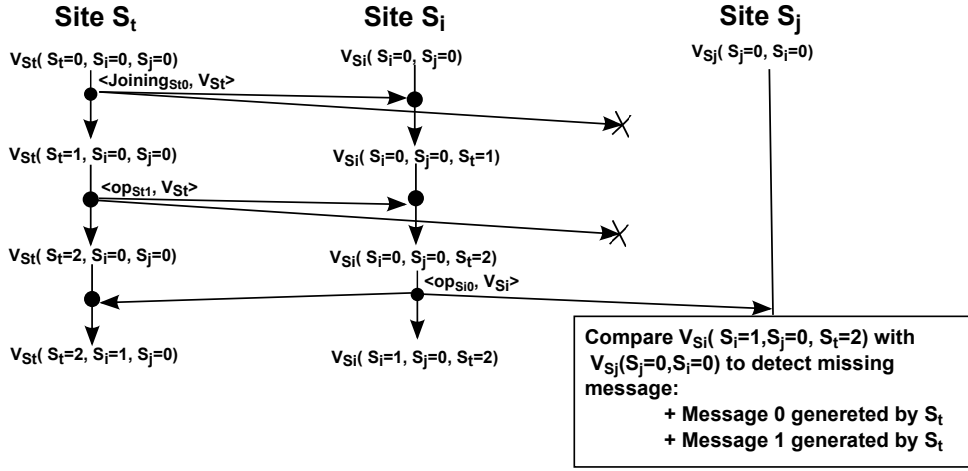 Site St Site Si Site Sj
VSt( St=0, Si=0, Sj=0) VSi( Si=0, Sj=0) VSj( Sj=0, Si=0)
<JoiningSt0, VSt>
VSt( St=1, Si=0, Sj=0) VSi( Si=0, Sj=0, St=1)
<opSt1, VSt>
VSt( St=2, Si=0, Sj=0) VSi( Si=0, Sj=0, St=2)
<opSi0, VSi>
VSt( St=2, Si=1, Sj=0) VSi( Si=1, Sj=0, St=2)
Compare VSi( Si=1,Sj=0, St=2) with
VSj(Sj=0,Si=0) to detect missing
message:
+ Message 0 genereted by St
+ Message 1 generated by St